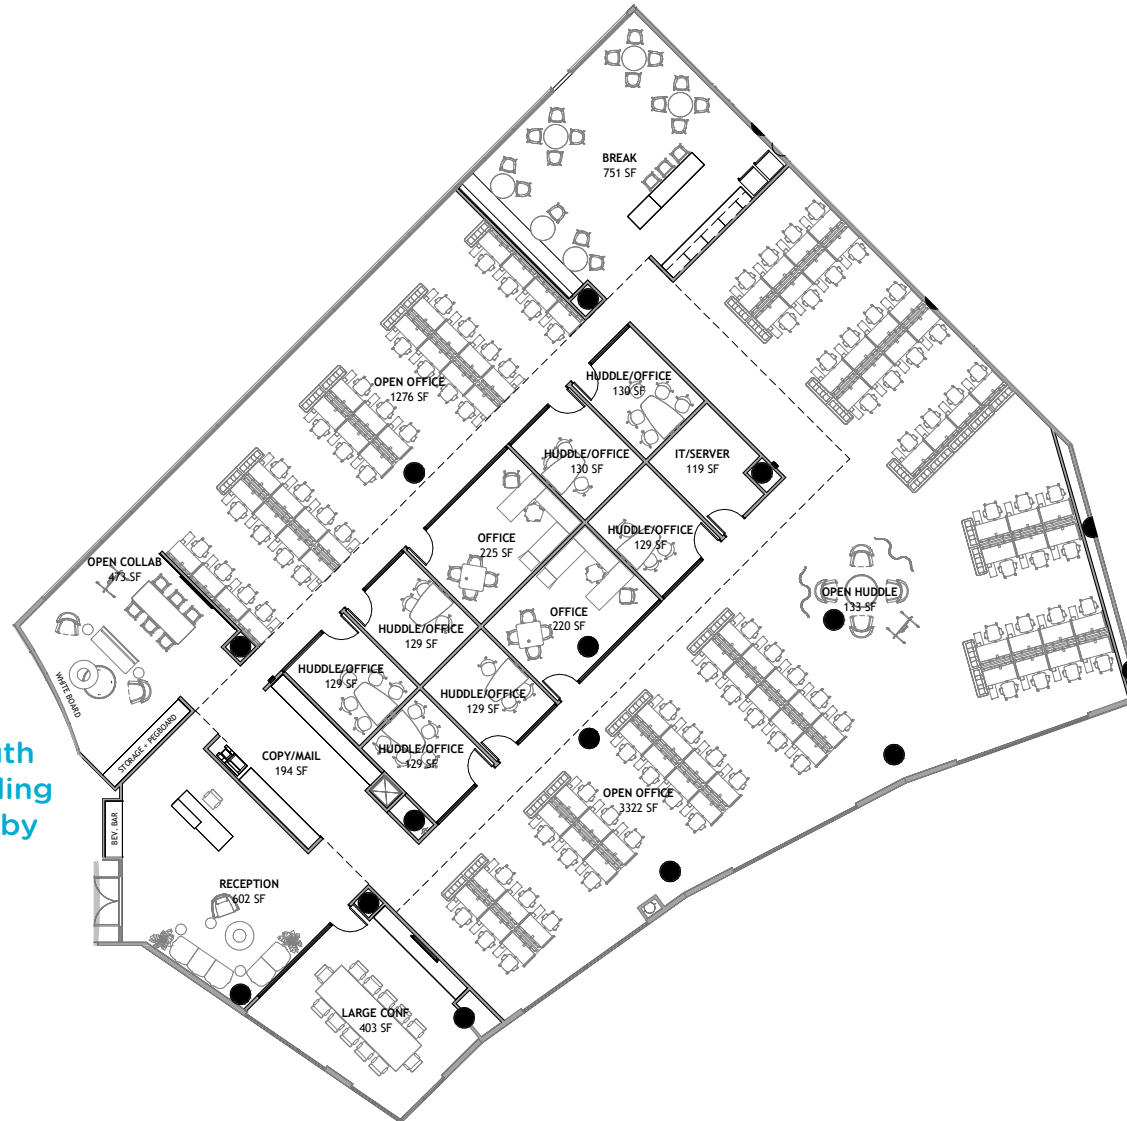 BREAK
751 SF
HUDDLE/OFFICE
130 SF
OPEN OFFICE
1276 SF
HUDDLE/OFFICE
130 SF
IT/SERVER
119 SF
HUDDLE/OFFICE
129 SF
OFFICE
225 SF
OPEN COLLAB
473 SF
OPEN HUDDLE
133 SF
OFFICE
220 SF
HUDDLE/OFFICE
129 SF
HUDDLE/OFFICE
129 SF
HUDDLE/OFFICE
129 SF
WHITE BOARD
STORAGE + PEGBOARD
COPY/MAIL
194 SF
HUDDLE/OFFICE
129 SF
OPEN OFFICE
3322 SF
BEV. BAR
RECEPTION
602 SF
LARGE CONF
403 SF